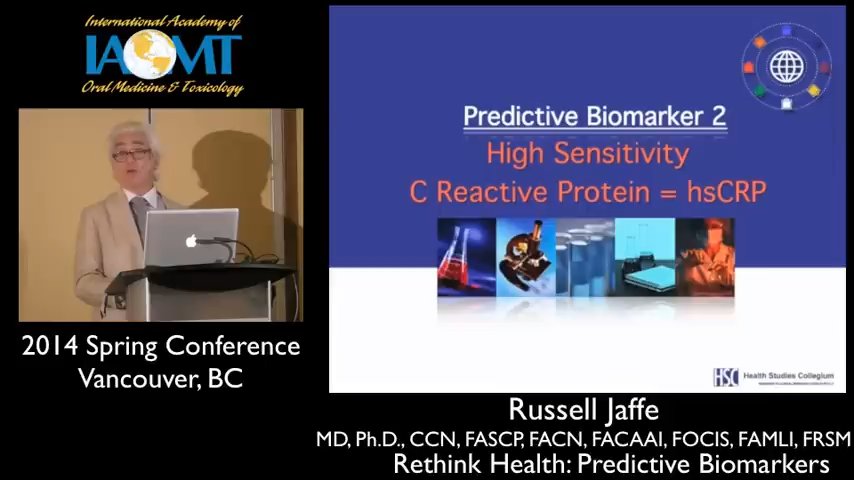 International Academy of
IAOMT
Oral Medicine & Toxicology
Predictive Biomarker 2
High Sensitivity
C Reactive Protein = hsCRP
HSC Health Studies Collegium
2014 Spring Conference
Vancouver, BC
Russell Jaffe
MD, Ph.D., CCN, FASCP, FACN, FACAAI, FOCIS, FAMLI, FRSM
Rethink Health: Predictive Biomarkers